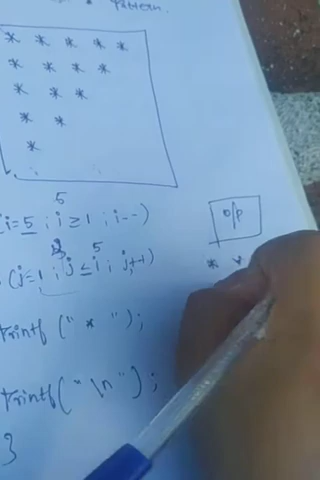 pattern.
* * * * *
* * * *
* * *
* *
*
5
(i=5; i≥1; i--)
5
(j=1; j≤i; j++)
o/p
* *
printf ("*");
printf("\n");
}